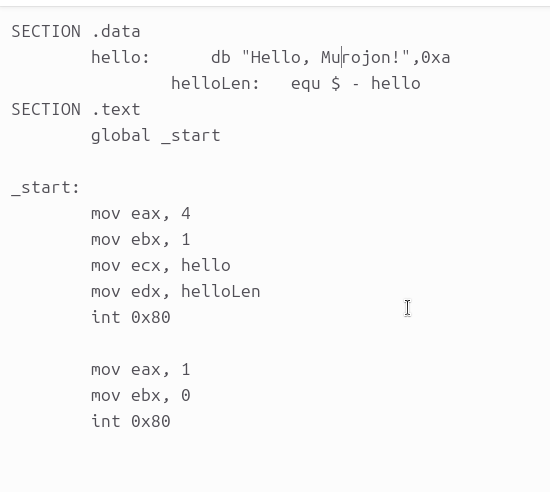 SECTION .data
hello: db "Hello, Murojon!",0xa
helloLen: equ $ - hello
SECTION .text
global _start
_start:
mov eax, 4
mov ebx, 1
mov ecx, hello
mov edx, helloLen
int 0x80
mov eax, 1
mov ebx, 0
int 0x80